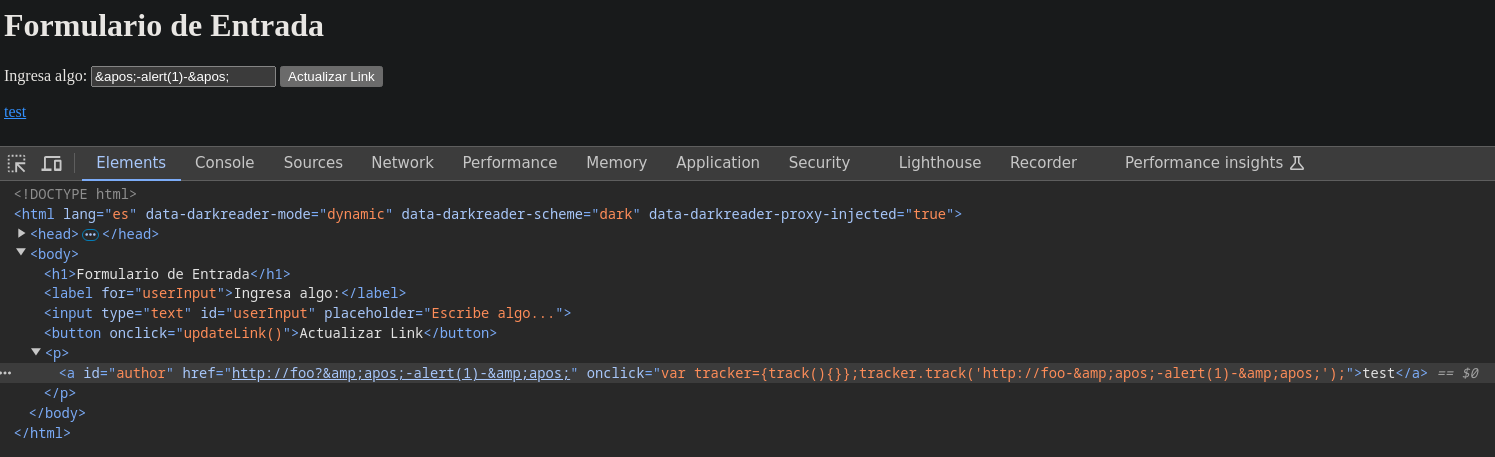 Formulario de Entrada
Ingresa algo: &apos;-alert(1)-&apos; Actualizar Link
test
Elements Console Sources Network Performance Memory Application Security Lighthouse Recorder Performance insights
<!DOCTYPE html>
<html lang="es" data-darkreader-mode="dynamic" data-darkreader-scheme="dark" data-darkreader-proxy-injected="true">
<head>…</head>
<body>
<h1>Formulario de Entrada</h1>
<label for="userInput">Ingresa algo:</label>
<input type="text" id="userInput" placeholder="Escribe algo...">
<button onclick="updateLink()">Actualizar Link</button>
<p>
<a id="author" href="http://foo?&amp;apos;-alert(1)-&amp;apos;" onclick="var tracker={track(){}};tracker.track('http://foo-&amp;apos;-alert(1)-&amp;apos;');">test</a> == $0
</p>
</body>
</html>